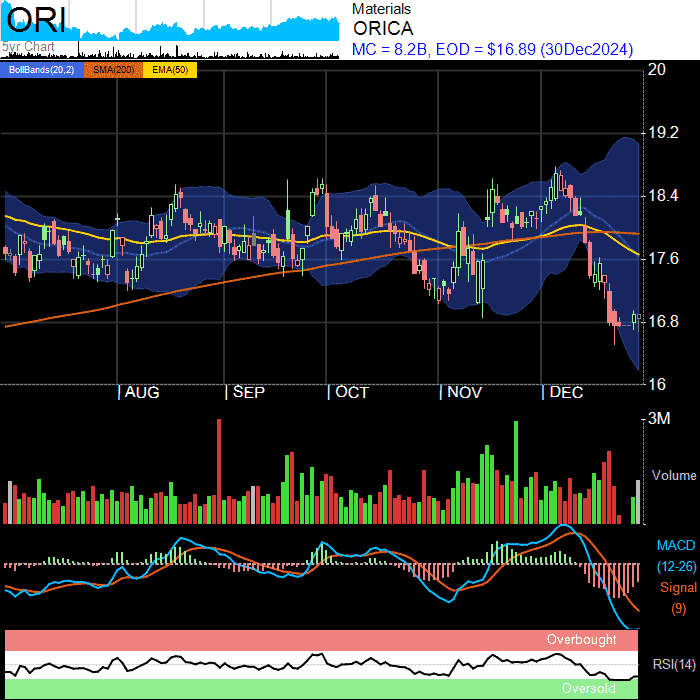 ORI
5yr Chart
Materials
ORICA
MC = 8.2B, EOD = $16.89 (30Dec2024)
BollBands(20,2) SMA(200) EMA(50)
20
19.2
18.4
17.6
16.8
16
AUG SEP OCT NOV DEC
3M
Volume
MACD
(12-26)
Signal
(9)
Overbought
RSI(14)
Oversold